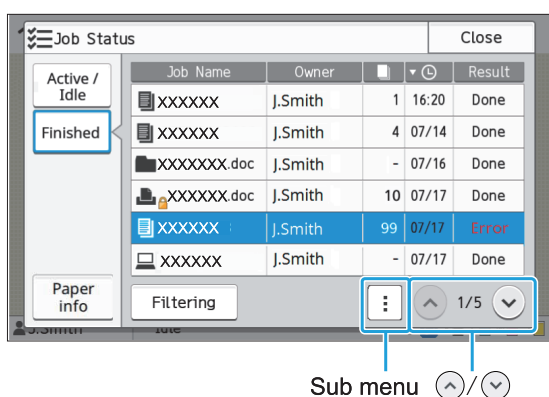 Job Status
Close
Active /
Idle
Finished
Paper
info
Job Name Owner Result
XXXXXX J.Smith 1 16:20 Done
XXXXXX J.Smith 4 07/14 Done
XXXXXXX.doc J.Smith - 07/16 Done
XXXXXXX.doc J.Smith 10 07/17 Done
XXXXXX J.Smith 99 07/17 Error
XXXXXX J.Smith - 07/17 Done
Filtering
1/5
J.Smith Idle
Sub menu /